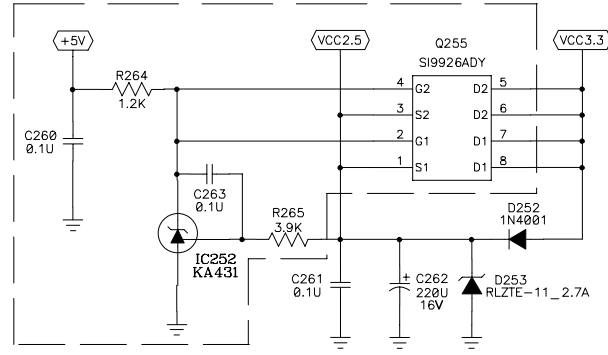 +5V
VCC2.5
Q255
SI9926ADY
VCC3.3
R264
1.2K
4 G2 D2 5
3 S2 D2 6
2 G1 D1 7
1 S1 D1 8
C260
0.1U
C263
0.1U
R265
3.9K
D252
1N4001
IC252
KA431
C261
0.1U
+
C262
220U
16V
D253
RLZTE-11_2.7A